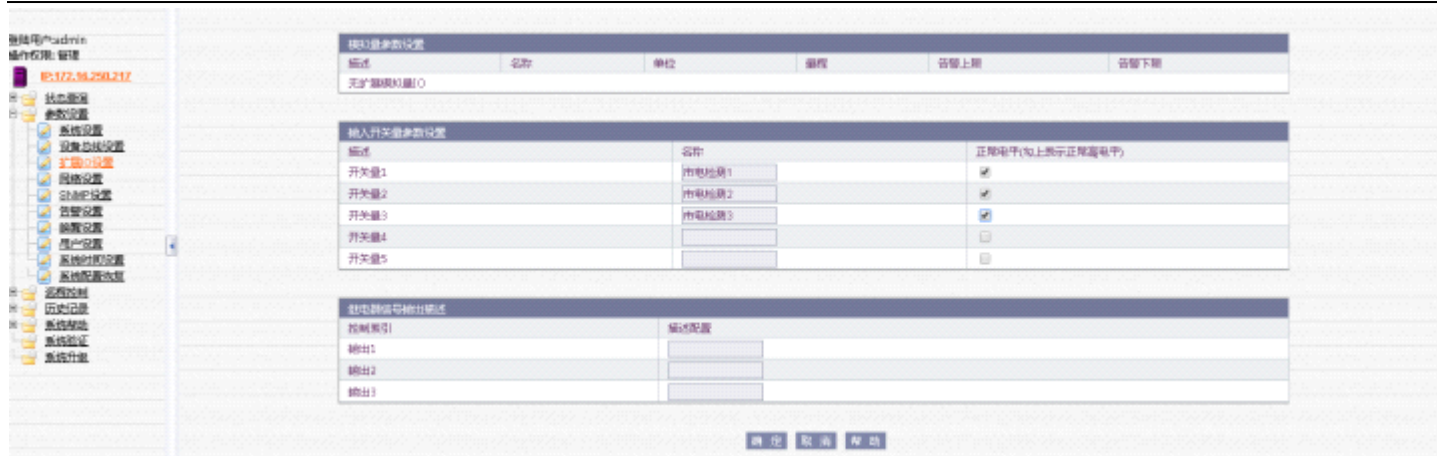 登陆用户:admin
操作权限: 管理
IP:172.16.250.217
状态查询
参数设置
系统设置
设备总线设置
扩展IO设置
网络设置
SNMP设置
告警设置
用户设置
系统时间设置
系统配置恢复
远程控制
历史记录
系统帮助
系统验证
系统升级
模拟量参数设置
描述 名称 单位 量程 告警上限 告警下限
无扩展模拟量IO
输入开关量参数设置
描述 名称 正常电平(勾上表示正常高电平)
开关量1 市电检测1
开关量2 市电检测2
开关量3 市电检测3
开关量4
开关量5
继电器信号输出描述
控制索引 描述配置
输出1
输出2
输出3
确 定 取 消 帮 助